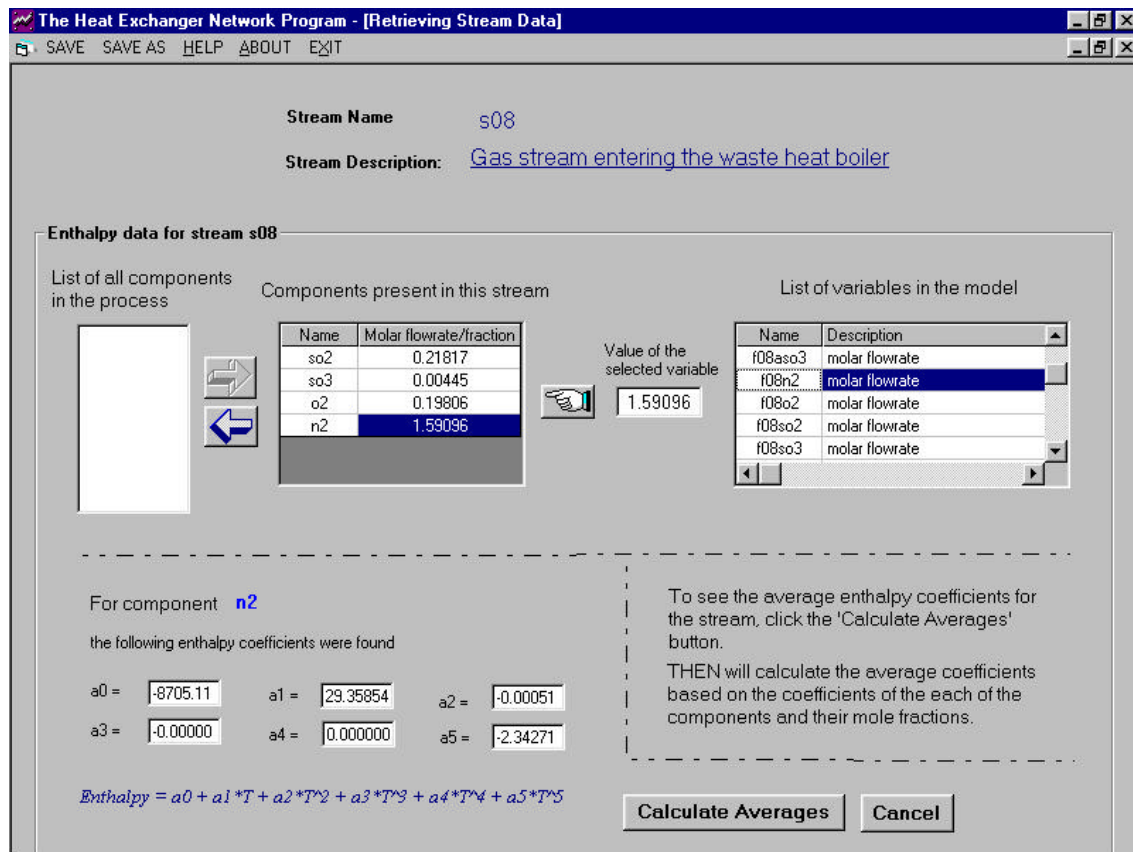 The Heat Exchanger Network Program - [Retrieving Stream Data]
SAVE SAVE AS HELP ABOUT EXIT
Stream Name s08
Stream Description: Gas stream entering the waste heat boiler
Enthalpy data for stream s08
List of all components
in the process
Components present in this stream
Name Molar flowrate/fraction
so2 0.21817
so3 0.00445
o2 0.19806
n2 1.59096
Value of the
selected variable
1.59096
List of variables in the model
Name Description
f08aso3 molar flowrate
f08n2 molar flowrate
f08o2 molar flowrate
f08so2 molar flowrate
f08so3 molar flowrate
For component n2
the following enthalpy coefficients were found
a0 = -8705.11 a1 = 29.35854 a2 = -0.00051
a3 = -0.00000 a4 = 0.000000 a5 = -2.34271
Enthalpy = a0 + a1*T + a2*T^2 + a3*T^3 + a4*T^4 + a5*T^5
To see the average enthalpy coefficients for
the stream, click the 'Calculate Averages'
button.
THEN will calculate the average coefficients
based on the coefficients of the each of the
components and their mole fractions.
Calculate Averages Cancel